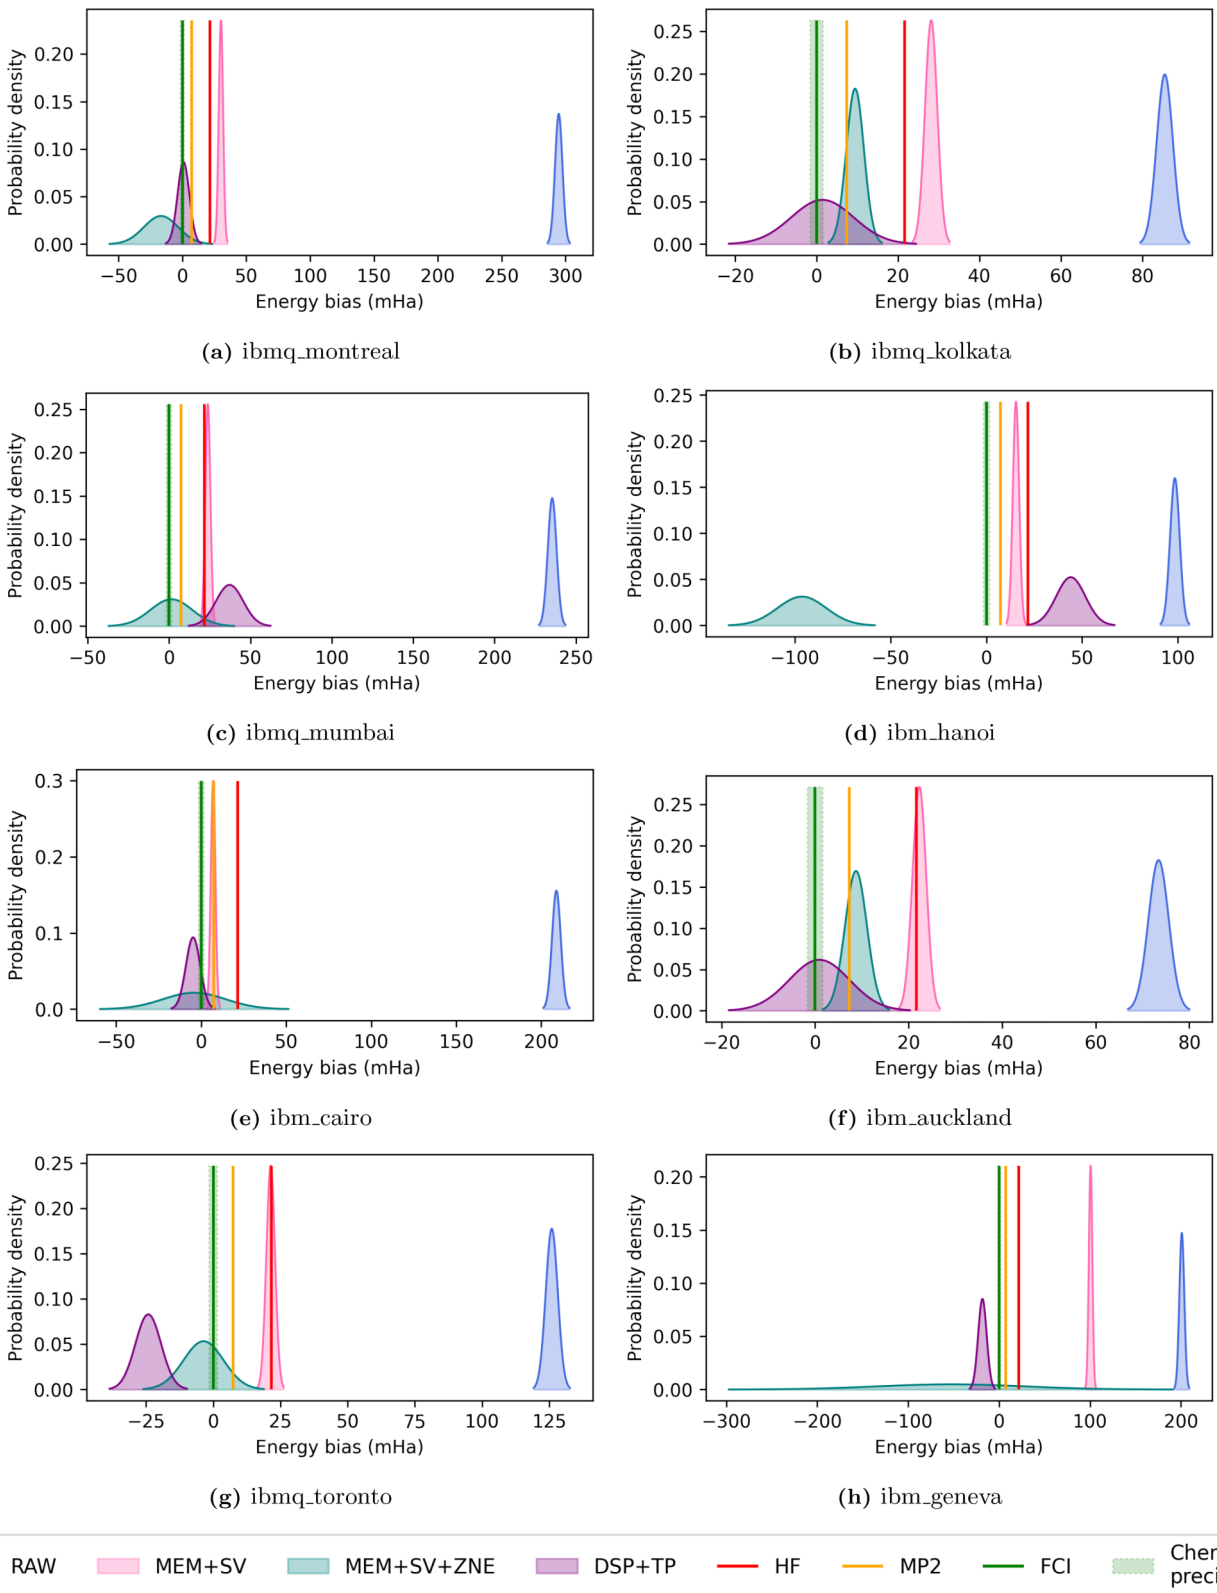 Probability density
0.20
0.15
0.10
0.05
0.00
−50 0 50 100 150 200 250 300
Energy bias (mHa)
(a) ibmq_montreal
Probability density
0.25
0.20
0.15
0.10
0.05
0.00
−20 0 20 40 60 80
Energy bias (mHa)
(b) ibmq_kolkata
Probability density
0.25
0.20
0.15
0.10
0.05
0.00
−50 0 50 100 150 200 250
Energy bias (mHa)
(c) ibmq_mumbai
Probability density
0.25
0.20
0.15
0.10
0.05
0.00
−100 −50 0 50 100
Energy bias (mHa)
(d) ibm_hanoi
Probability density
0.3
0.2
0.1
0.0
−50 0 50 100 150 200
Energy bias (mHa)
(e) ibm_cairo
Probability density
0.25
0.20
0.15
0.10
0.05
0.00
−20 0 20 40 60 80
Energy bias (mHa)
(f) ibm_auckland
Probability density
0.25
0.20
0.15
0.10
0.05
0.00
−25 0 25 50 75 100 125
Energy bias (mHa)
(g) ibmq_toronto
Probability density
0.20
0.15
0.10
0.05
0.00
−300 −200 −100 0 100 200
Energy bias (mHa)
(h) ibm_geneva
RAW MEM+SV MEM+SV+ZNE DSP+TP HF MP2 FCI